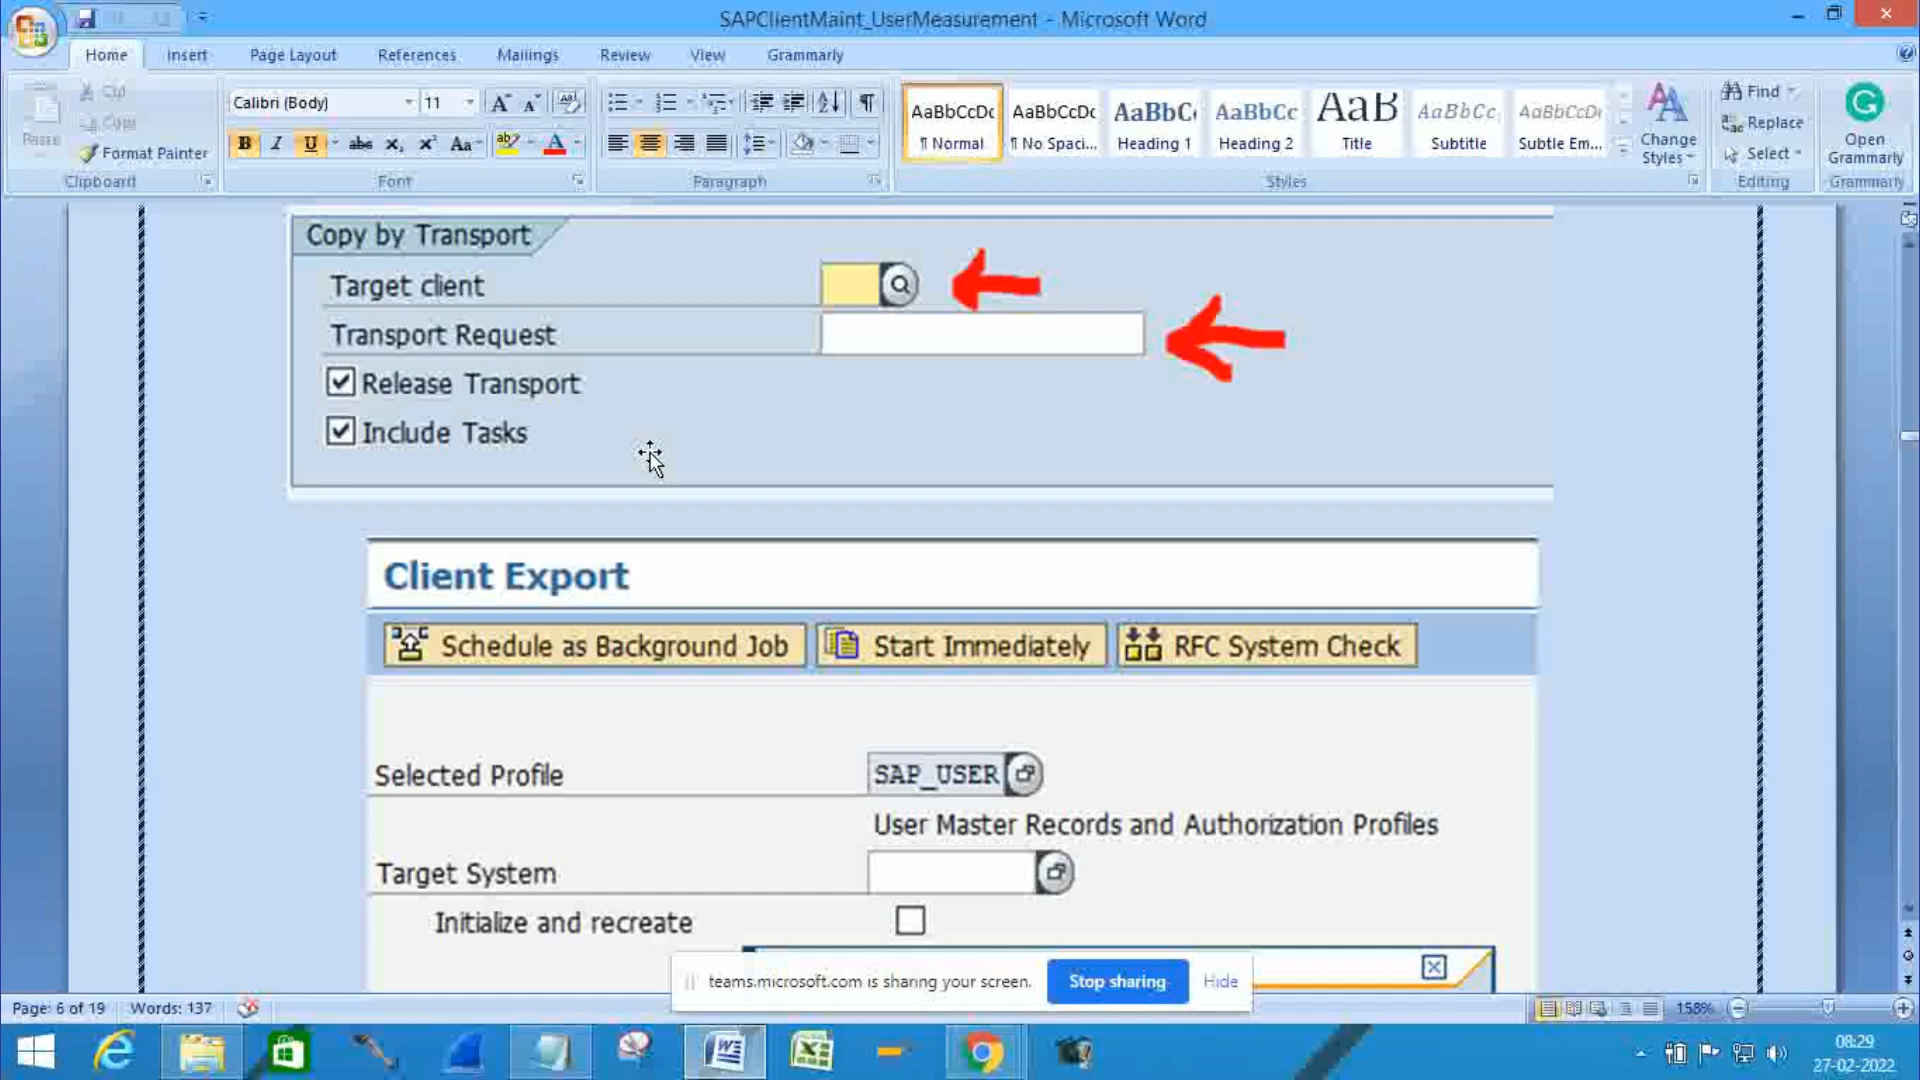 SAPClientMaint_UserMeasurement - Microsoft Word
Home Insert Page Layout References Mailings Review View Grammarly
Cut
Copy
Paste
Format Painter
Clipboard
Calibri (Body) 11
Font
Paragraph
AaBbCcDc AaBbCcDc AaBbC AaBbCc AaB AaBbCc. AaBbCcDi
¶ Normal ¶ No Spaci... Heading 1 Heading 2 Title Subtitle Subtle Em...
Change Styles
Styles
Find
Replace
Select
Editing
Open Grammarly
Grammarly
Copy by Transport
Target client
Transport Request
Release Transport
Include Tasks
Client Export
Schedule as Background Job Start Immediately RFC System Check
Selected Profile SAP_USER
User Master Records and Authorization Profiles
Target System
Initialize and recreate
teams.microsoft.com is sharing your screen. Stop sharing Hide
Page: 6 of 19 Words: 137 158%
08:29
27-02-2022